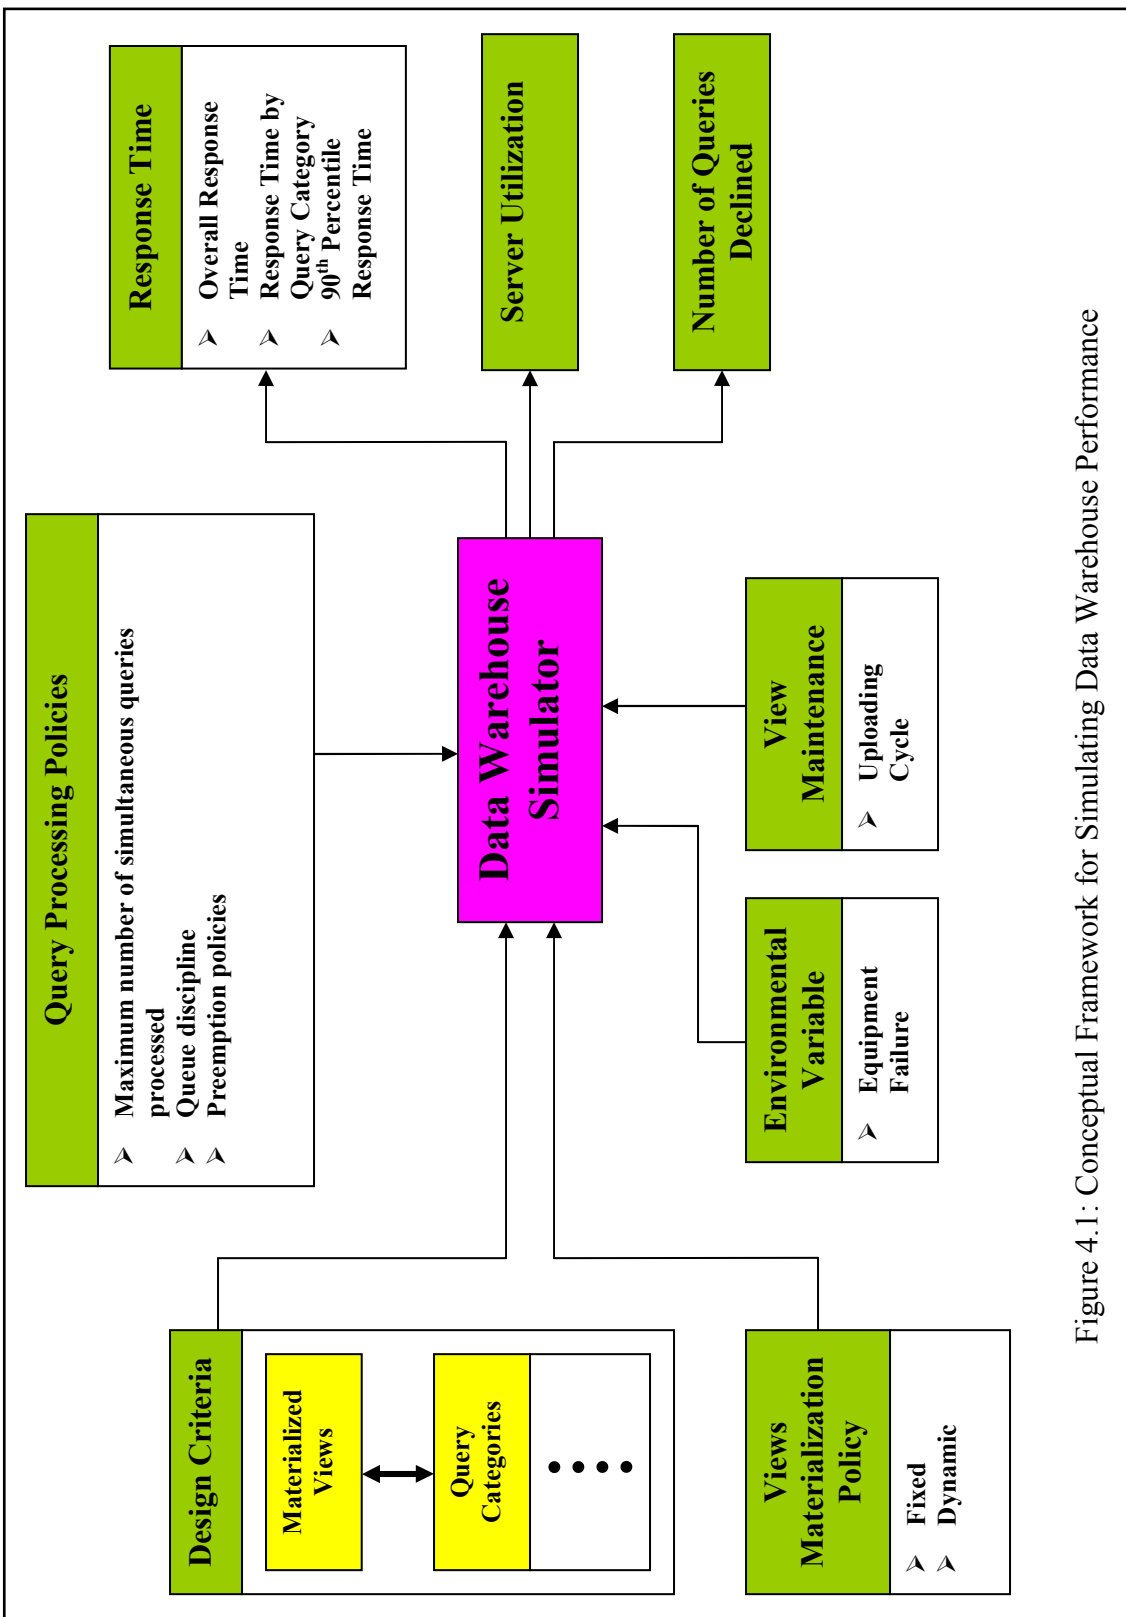 Query Processing Policies
Maximum number of simultaneous queries
processed
Queue discipline
Preemption policies
Design Criteria
Materialized
Views
Query
Categories
Views
Materialization
Policy
Fixed
Dynamic
Data Warehouse
Simulator
Environmental
Variable
Equipment
Failure
View
Maintenance
Uploading
Cycle
Response Time
Overall Response
Time
Response Time by
Query Category
90th Percentile
Response Time
Server Utilization
Number of Queries
Declined
Figure 4.1: Conceptual Framework for Simulating Data Warehouse Performance